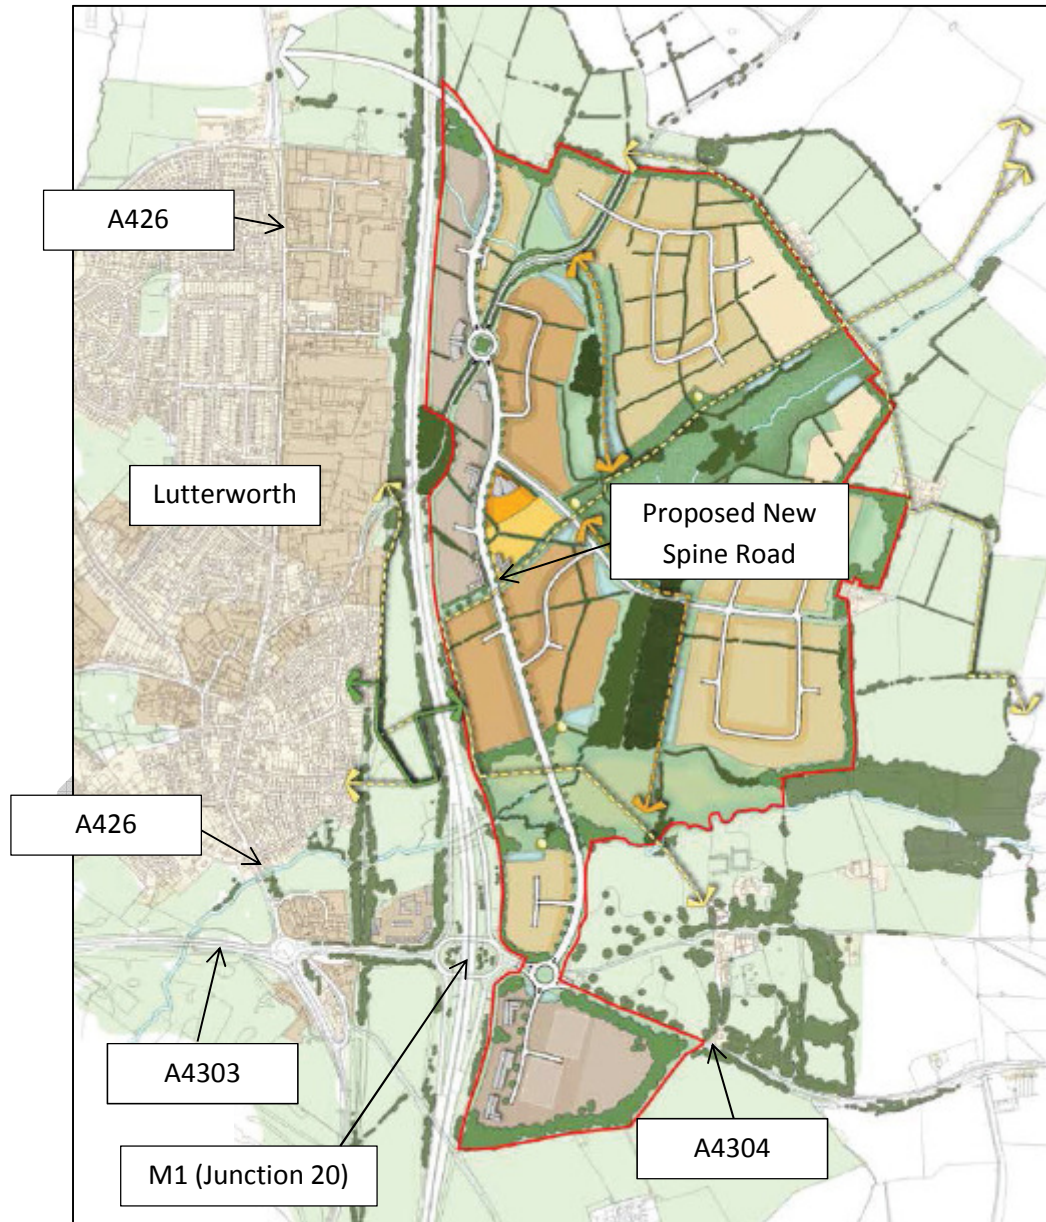 A426
Lutterworth
Proposed New
Spine Road
A426
A4303
M1 (Junction 20)
A4304